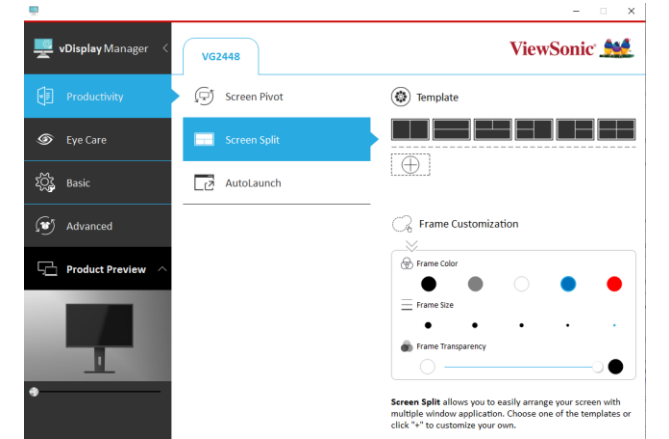 vDisplay Manager
VG2448
ViewSonic
Productivity
Eye Care
Basic
Advanced
Product Preview
Screen Pivot
Screen Split
AutoLaunch
Template
Frame Customization
Frame Color
Frame Size
Frame Transparency
Screen Split allows you to easily arrange your screen with
multiple window application. Choose one of the templates or
click "+" to customize your own.